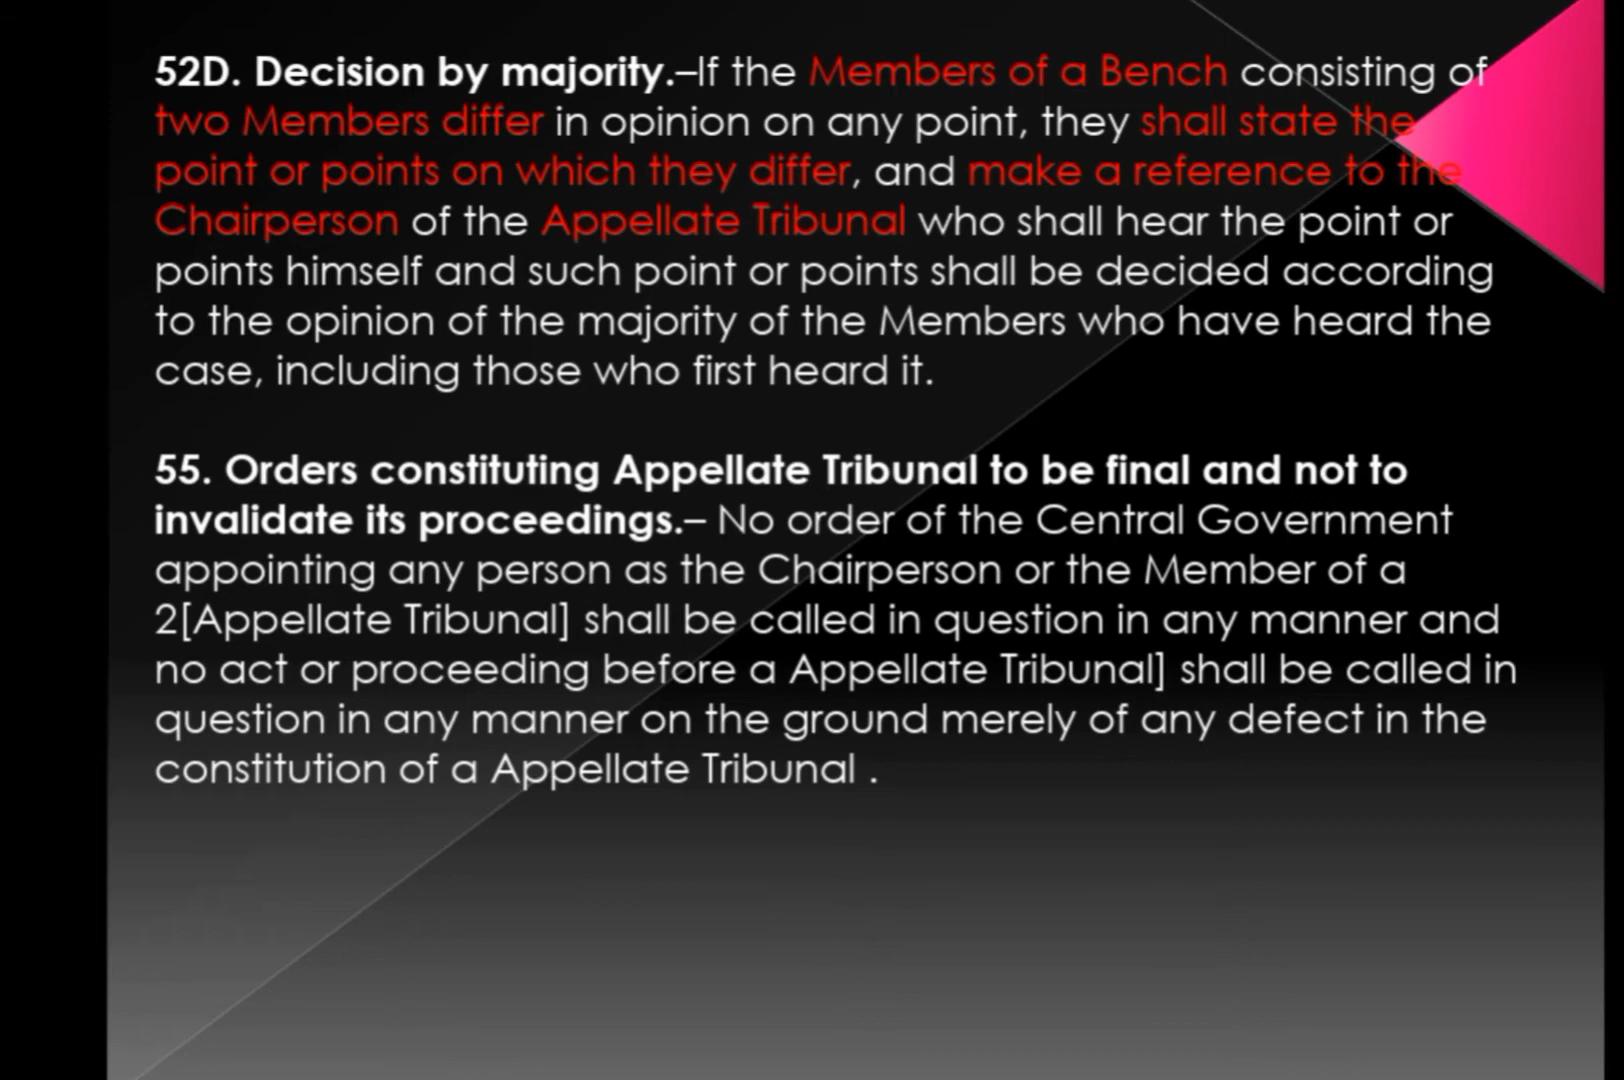 52D. Decision by majority.–If the Members of a Bench consisting of
two Members differ in opinion on any point, they shall state the
point or points on which they differ, and make a reference to the
Chairperson of the Appellate Tribunal who shall hear the point or
points himself and such point or points shall be decided according
to the opinion of the majority of the Members who have heard the
case, including those who first heard it.
55. Orders constituting Appellate Tribunal to be final and not to
invalidate its proceedings.– No order of the Central Government
appointing any person as the Chairperson or the Member of a
2[Appellate Tribunal] shall be called in question in any manner and
no act or proceeding before a Appellate Tribunal] shall be called in
question in any manner on the ground merely of any defect in the
constitution of a Appellate Tribunal .